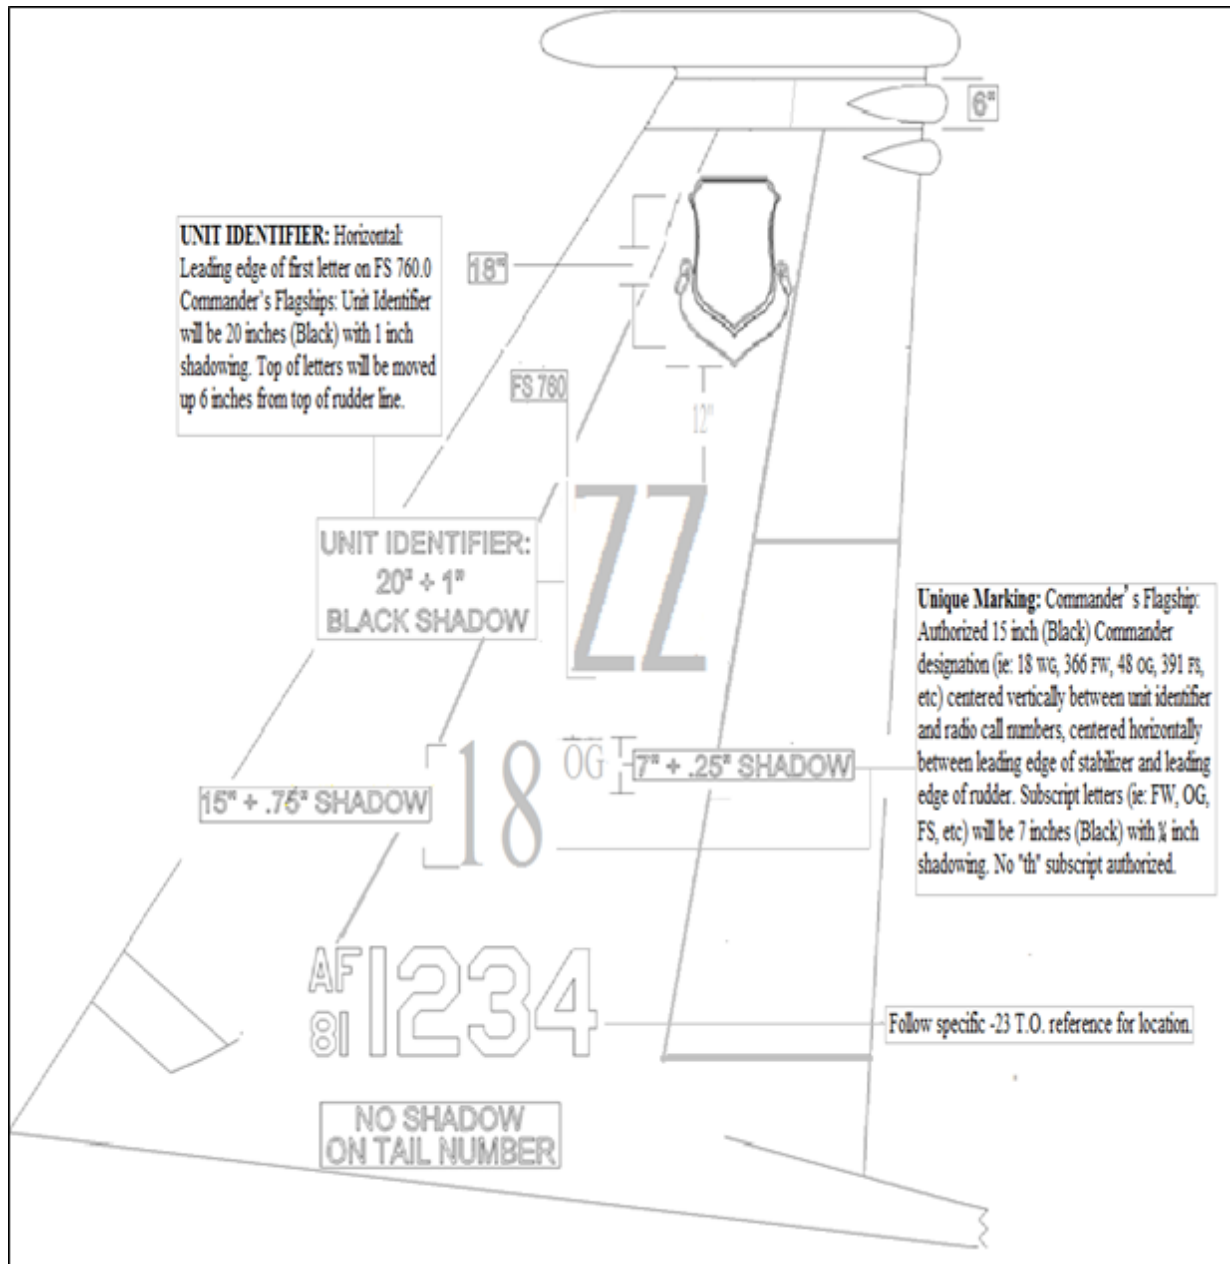 6"
UNIT IDENTIFIER: Horizontal:
Leading edge of first letter on FS 760.0
Commander's Flagships: Unit Identifier
will be 20 inches (Black) with 1 inch
shadowing. Top of letters will be moved
up 6 inches from top of rudder line.
18"
FS 760
12"
ZZ
UNIT IDENTIFIER:
20" + 1"
BLACK SHADOW
Unique Marking: Commander's Flagship:
Authorized 15 inch (Black) Commander
designation (ie: 18 WG, 366 FW, 48 OG, 391 FS,
etc) centered vertically between unit identifier
and radio call numbers, centered horizontally
between leading edge of stabilizer and leading
edge of rudder. Subscript letters (ie: FW, OG,
FS, etc) will be 7 inches (Black) with ¼ inch
shadowing. No "th" subscript authorized.
18 OG
7" + .25" SHADOW
15" + .75" SHADOW
AF
81
1234
Follow specific -23 T.O. reference for location.
NO SHADOW
ON TAIL NUMBER